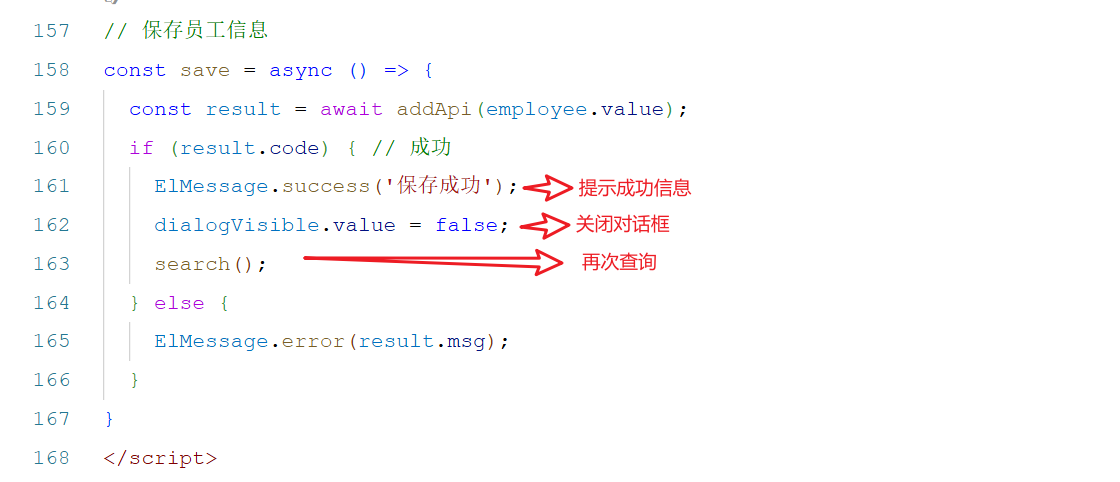 157 // 保存员工信息
158 const save = async () => {
159 const result = await addApi(employee.value);
160 if (result.code) { // 成功
161 ElMessage.success('保存成功'); 提示成功信息
162 dialogVisible.value = false; 关闭对话框
163 search(); 再次查询
164 } else {
165 ElMessage.error(result.msg);
166 }
167 }
168 </script>